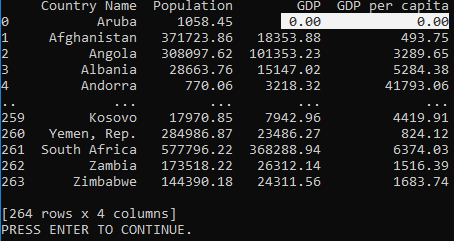 Country Name Population GDP GDP per capita
0 Aruba 1058.45 0.00 0.00
1 Afghanistan 371723.86 18353.88 493.75
2 Angola 308097.62 101353.23 3289.65
3 Albania 28663.76 15147.02 5284.38
4 Andorra 770.06 3218.32 41793.06
.. ... ... ... ...
259 Kosovo 17970.85 7942.96 4419.91
260 Yemen, Rep. 284986.87 23486.27 824.12
261 South Africa 577796.22 368288.94 6374.03
262 Zambia 173518.22 26312.14 1516.39
263 Zimbabwe 144390.18 24311.56 1683.74
[264 rows x 4 columns]
PRESS ENTER TO CONTINUE.